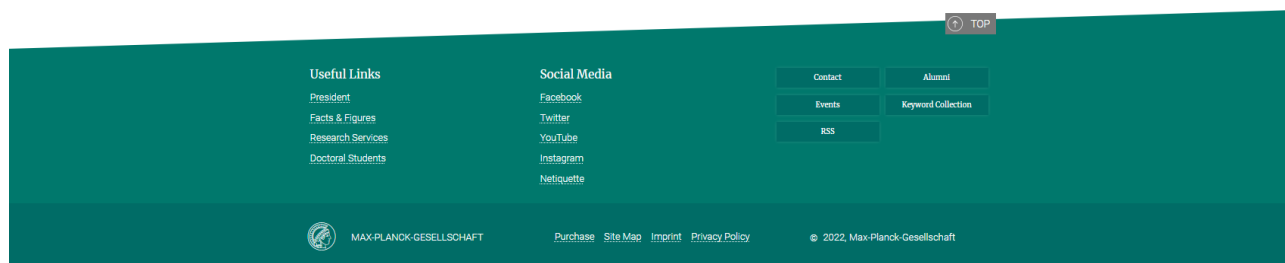 TOP
Useful Links
President
Facts & Figures
Research Services
Doctoral Students
Social Media
Facebook
Twitter
YouTube
Instagram
Netiquette
Contact
Alumni
Events
Keyword Collection
RSS
MAX-PLANCK-GESELLSCHAFT
Purchase Site Map Imprint Privacy Policy
© 2022, Max-Planck-Gesellschaft